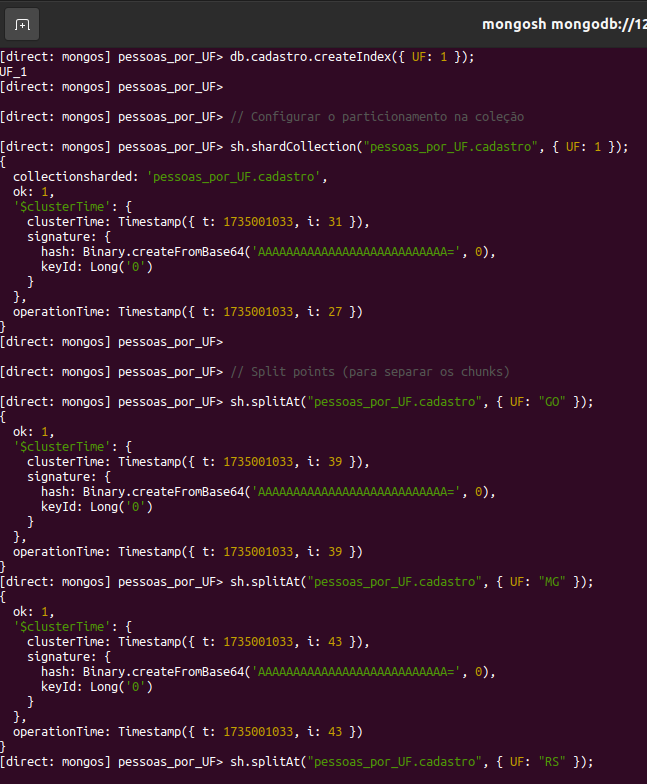 mongosh mongodb://12
[direct: mongos] pessoas_por_UF> db.cadastro.createIndex({ UF: 1 });
UF_1
[direct: mongos] pessoas_por_UF>
[direct: mongos] pessoas_por_UF> // Configurar o particionamento na coleção
[direct: mongos] pessoas_por_UF> sh.shardCollection("pessoas_por_UF.cadastro", { UF: 1 });
{
  collectionsharded: 'pessoas_por_UF.cadastro',
  ok: 1,
  '$clusterTime': {
    clusterTime: Timestamp({ t: 1735001033, i: 31 }),
    signature: {
      hash: Binary.createFromBase64('AAAAAAAAAAAAAAAAAAAAAAAAAAA=', 0),
      keyId: Long('0')
    }
  },
  operationTime: Timestamp({ t: 1735001033, i: 27 })
}
[direct: mongos] pessoas_por_UF>
[direct: mongos] pessoas_por_UF> // Split points (para separar os chunks)
[direct: mongos] pessoas_por_UF> sh.splitAt("pessoas_por_UF.cadastro", { UF: "GO" });
{
  ok: 1,
  '$clusterTime': {
    clusterTime: Timestamp({ t: 1735001033, i: 39 }),
    signature: {
      hash: Binary.createFromBase64('AAAAAAAAAAAAAAAAAAAAAAAAAAA=', 0),
      keyId: Long('0')
    }
  },
  operationTime: Timestamp({ t: 1735001033, i: 39 })
}
[direct: mongos] pessoas_por_UF> sh.splitAt("pessoas_por_UF.cadastro", { UF: "MG" });
{
  ok: 1,
  '$clusterTime': {
    clusterTime: Timestamp({ t: 1735001033, i: 43 }),
    signature: {
      hash: Binary.createFromBase64('AAAAAAAAAAAAAAAAAAAAAAAAAAA=', 0),
      keyId: Long('0')
    }
  },
  operationTime: Timestamp({ t: 1735001033, i: 43 })
}
[direct: mongos] pessoas_por_UF> sh.splitAt("pessoas_por_UF.cadastro", { UF: "RS" });